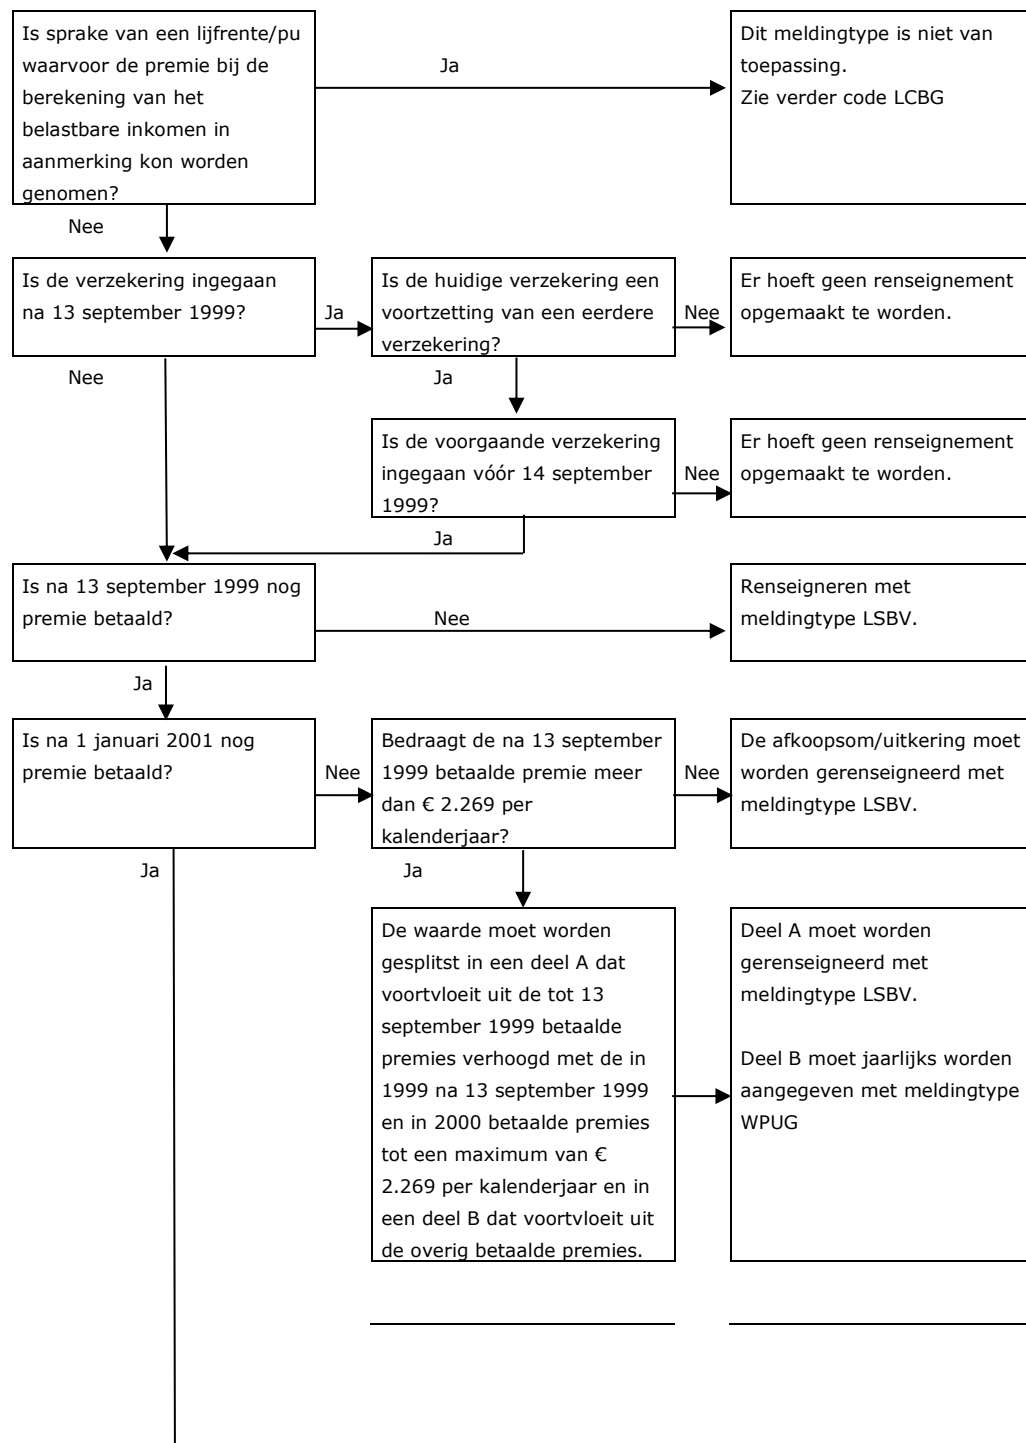 Is sprake van een lijfrente/pu
waarvoor de premie bij de
berekening van het
belastbare inkomen in
aanmerking kon worden
genomen?
Ja
Dit meldingtype is niet van
toepassing.
Zie verder code LCBG
Nee
Is de verzekering ingegaan
na 13 september 1999?
Ja
Is de huidige verzekering een
voortzetting van een eerdere
verzekering?
Nee
Er hoeft geen renseignement
opgemaakt te worden.
Nee
Ja
Is de voorgaande verzekering
ingegaan vóór 14 september
1999?
Nee
Er hoeft geen renseignement
opgemaakt te worden.
Ja
Is na 13 september 1999 nog
premie betaald?
Nee
Renseigneren met
meldingtype LSBV.
Ja
Is na 1 januari 2001 nog
premie betaald?
Nee
Bedraagt de na 13 september
1999 betaalde premie meer
dan € 2.269 per
kalenderjaar?
Nee
De afkoopsom/uitkering moet
worden gerenseigneerd met
meldingtype LSBV.
Ja
Ja
De waarde moet worden
gesplitst in een deel A dat
voortvloeit uit de tot 13
september 1999 betaalde
premies verhoogd met de in
1999 na 13 september 1999
en in 2000 betaalde premies
tot een maximum van €
2.269 per kalenderjaar en in
een deel B dat voortvloeit uit
de overig betaalde premies.
Deel A moet worden
gerenseigneerd met
meldingtype LSBV.
Deel B moet jaarlijks worden
aangegeven met meldingtype
WPUG